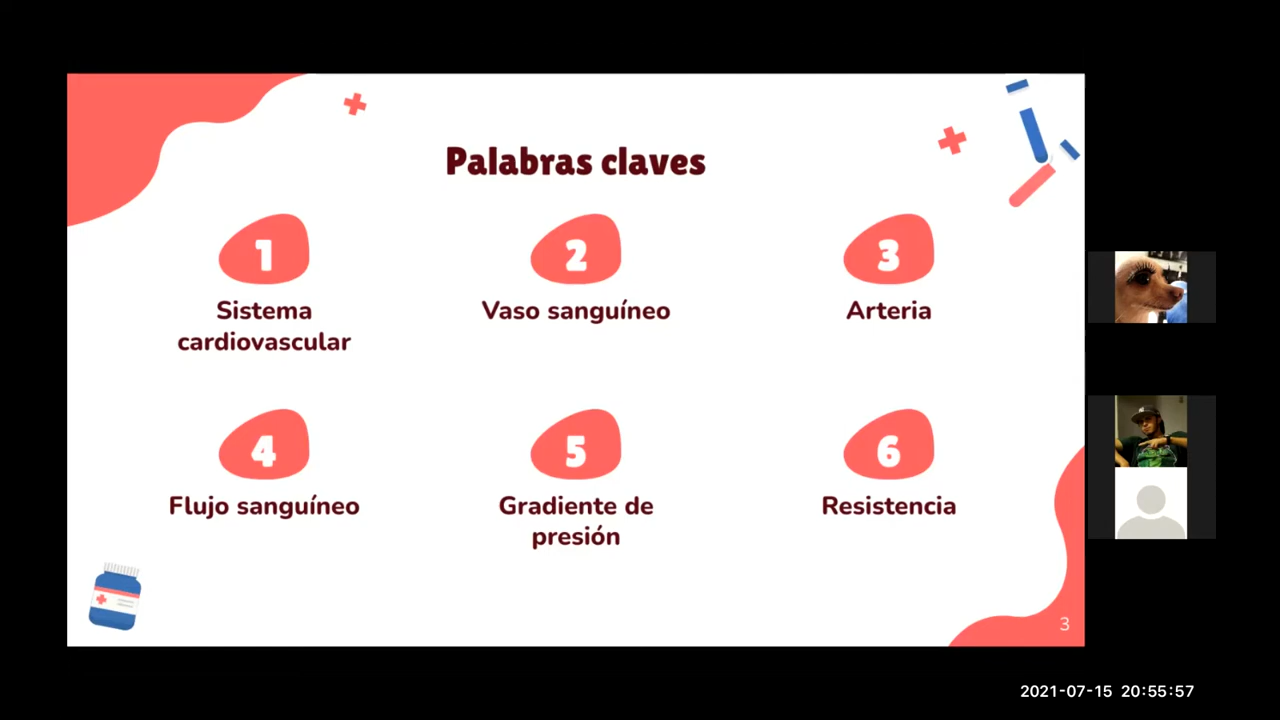 Palabras claves
1
2
3
Sistema
cardiovascular
Vaso sanguíneo
Arteria
4
5
6
Flujo sanguíneo
Gradiente de
presión
Resistencia
3
2021-07-15 20:55:57